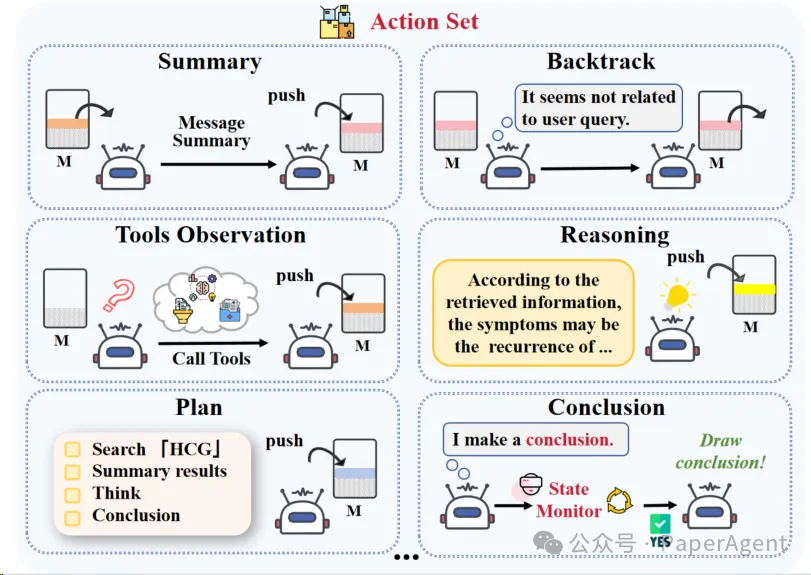 Action Set
Summary
M
Message
Summary
push
M
Backtrack
M
It seems not related
to user query.
M
Tools Observation
M
Call Tools
push
M
Reasoning
According to the
retrieved information,
the symptoms may be
the recurrence of ...
push
M
Plan
Search「HCG」
Summary results
Think
Conclusion
push
M
Conclusion
I make a conclusion.
State
Monitor
YES
Draw
conclusion!
...
公众号 · PaperAgent